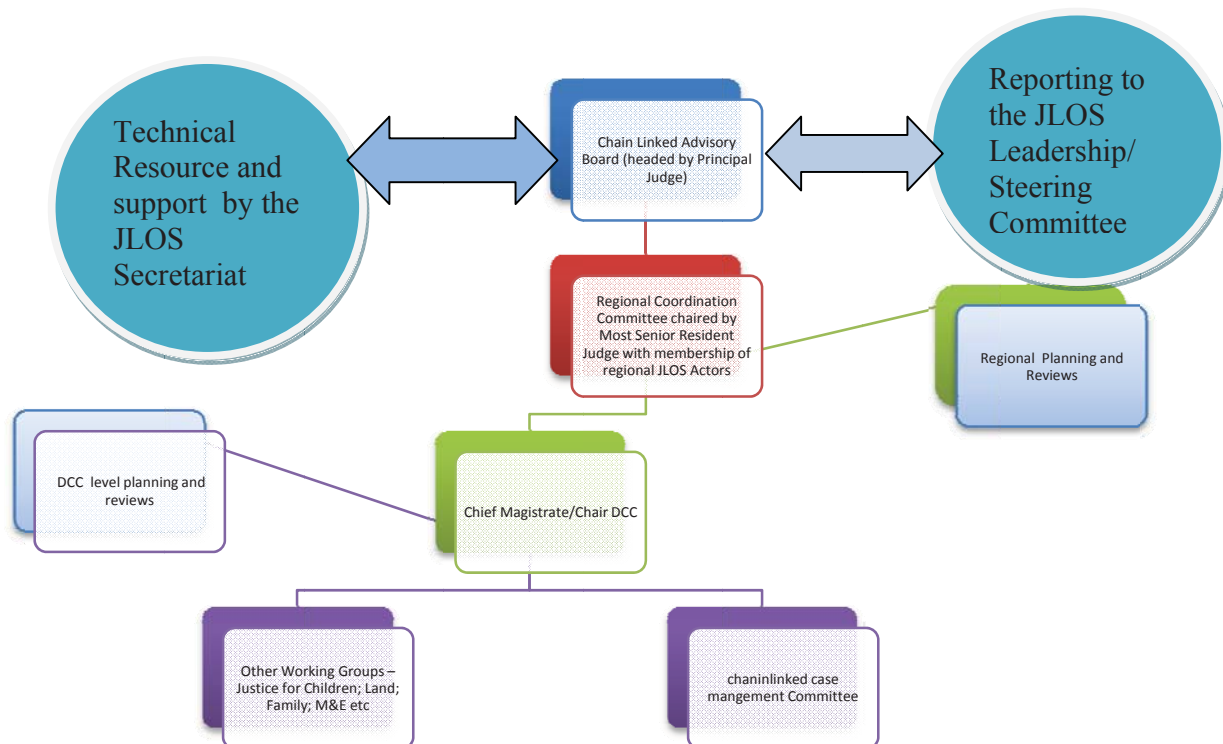 Technical
Resource and
support by the
JLOS
Secretariat
Chain Linked Advisory
Board (headed by Principal
Judge)
Reporting to
the JLOS
Leadership/
Steering
Committee
Regional Coordination
Committee chaired by
Most Senior Resident
Judge with membership of
regional JLOS Actors
Regional Planning and
Reviews
DCC level planning and
reviews
Chief Magistrate/Chair DCC
Other Working Groups –
Justice for Children; Land;
Family; M&E etc
chaninlinked case
mangement Committee